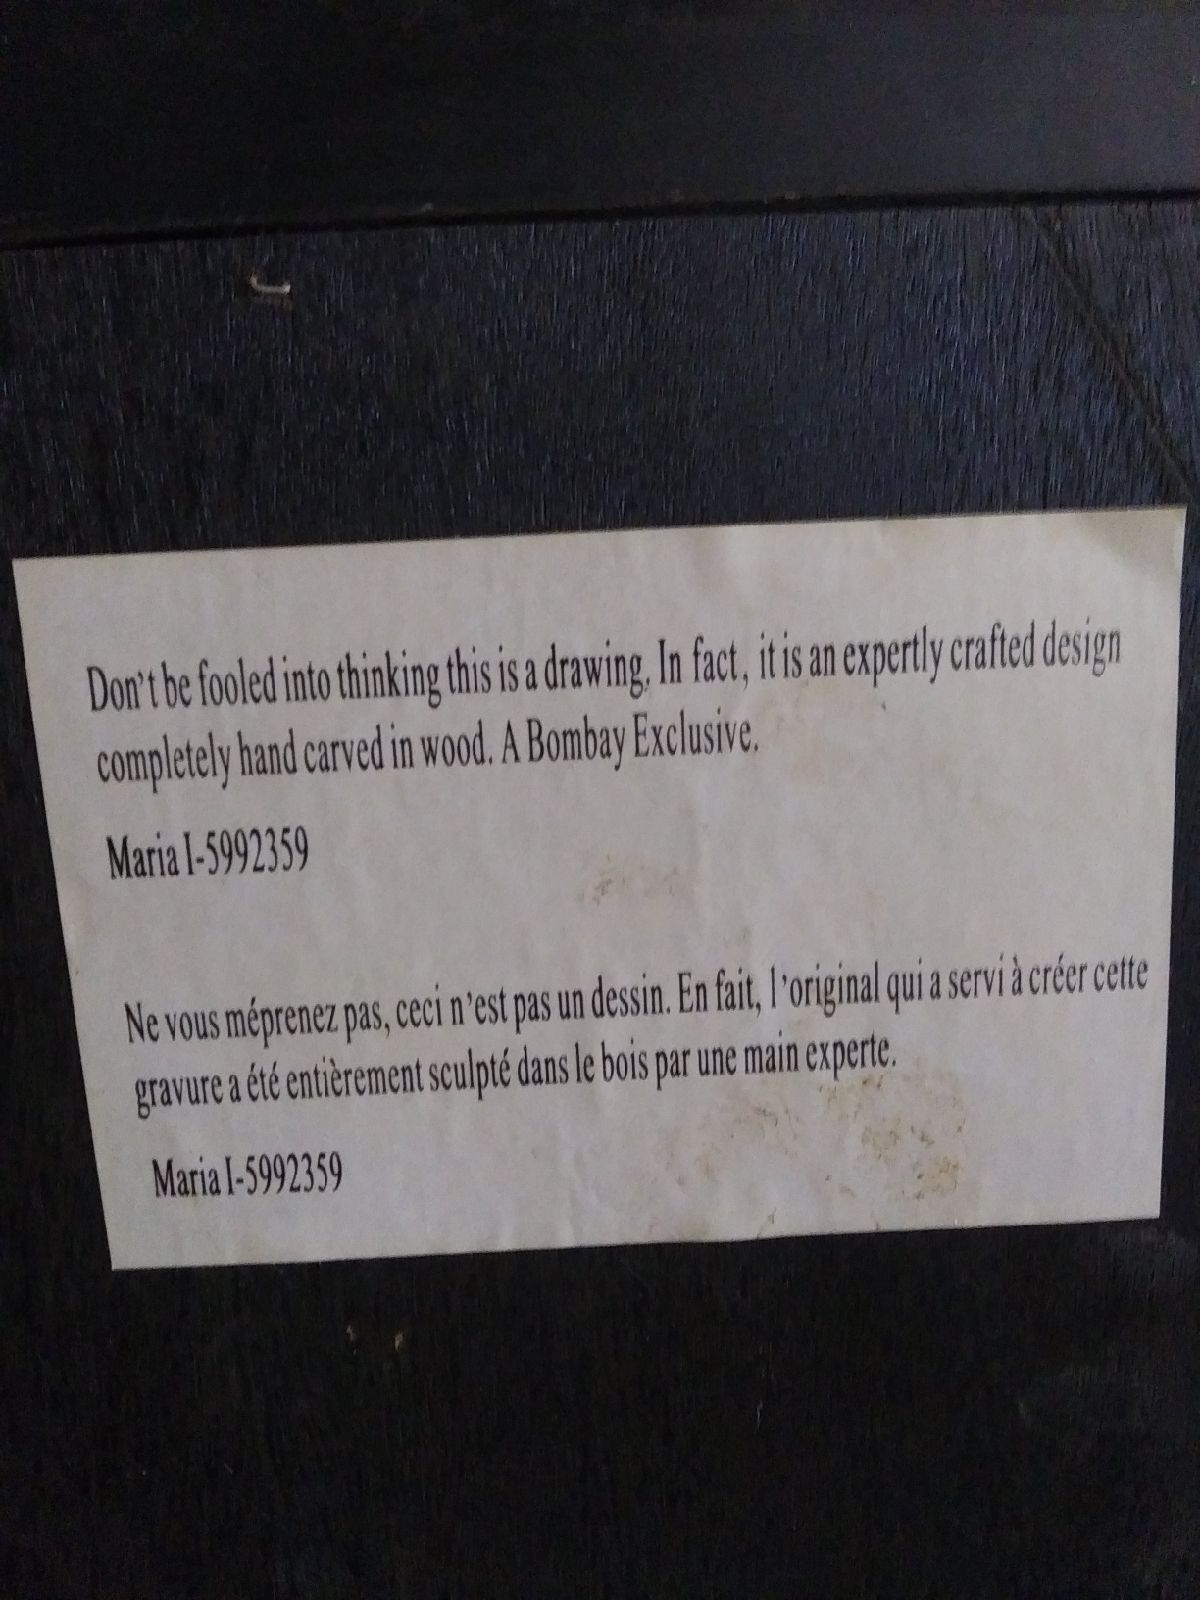 Don't be fooled into thinking this is a drawing. In fact, it is an expertly crafted design
completely hand carved in wood. A Bombay Exclusive.
Maria I-5992359
Ne vous méprenez pas, ceci n'est pas un dessin. En fait, l'original qui a servi à créer cette
gravure a été entièrement sculpté dans le bois par une main experte.
Maria I-5992359